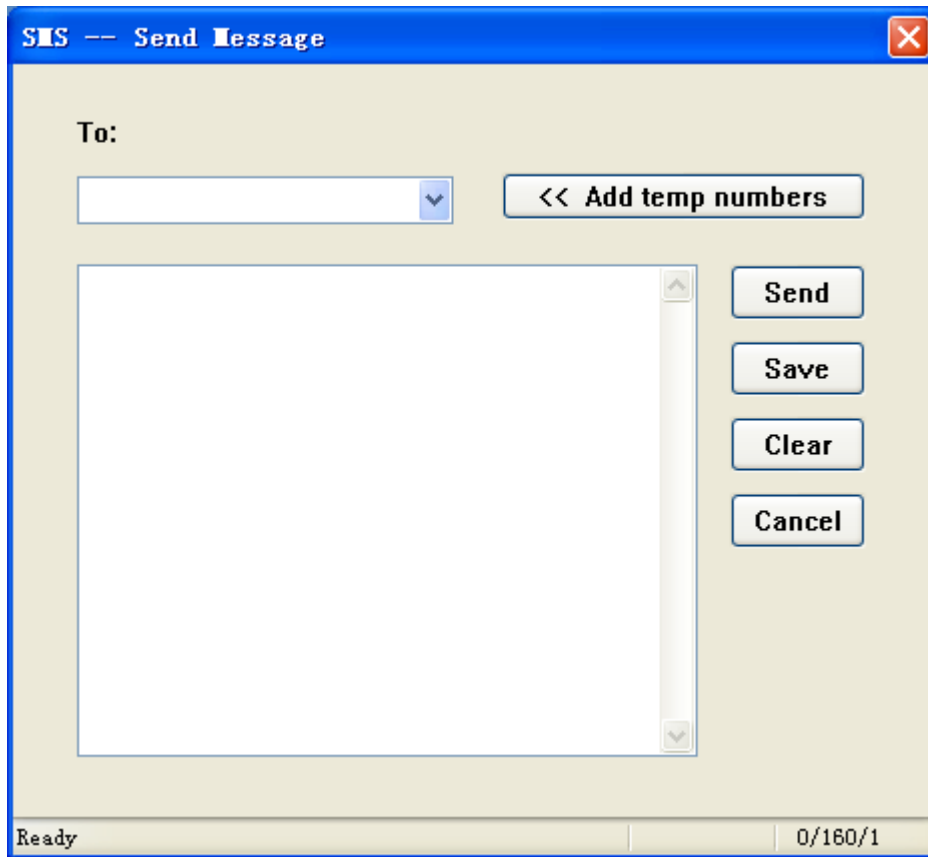 SMS -- Send Message
To:
<< Add temp numbers
Send
Save
Clear
Cancel
Ready
0/160/1